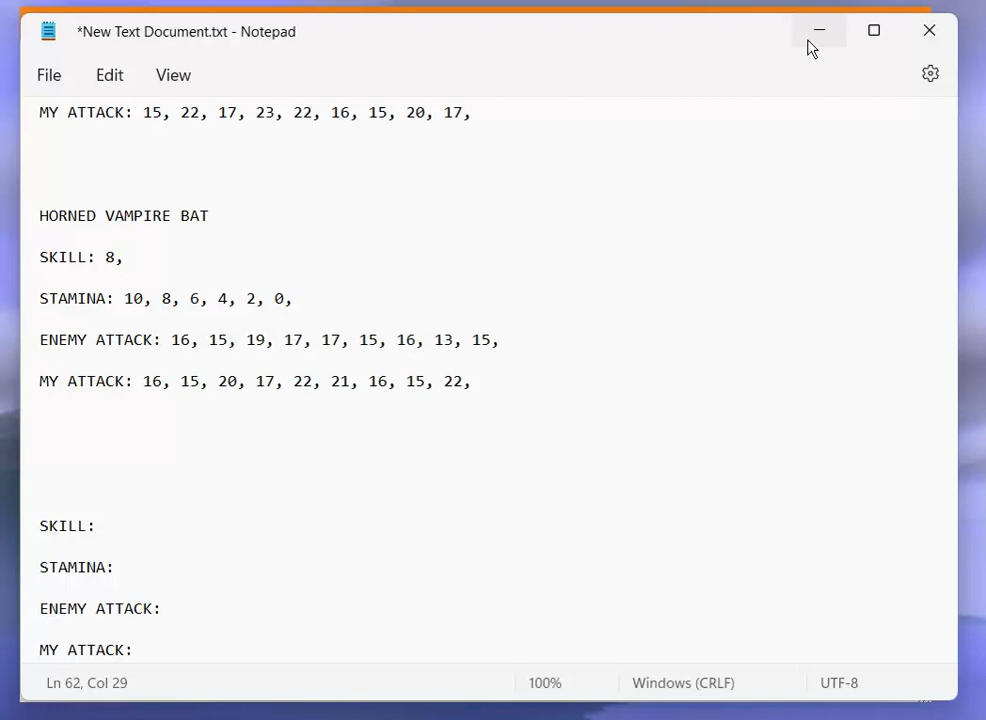 *New Text Document.txt - Notepad
File Edit View
MY ATTACK: 15, 22, 17, 23, 22, 16, 15, 20, 17,
HORNED VAMPIRE BAT
SKILL: 8,
STAMINA: 10, 8, 6, 4, 2, 0,
ENEMY ATTACK: 16, 15, 19, 17, 17, 15, 16, 13, 15,
MY ATTACK: 16, 15, 20, 17, 22, 21, 16, 15, 22,
SKILL:
STAMINA:
ENEMY ATTACK:
MY ATTACK:
Ln 62, Col 29 100% Windows (CRLF) UTF-8